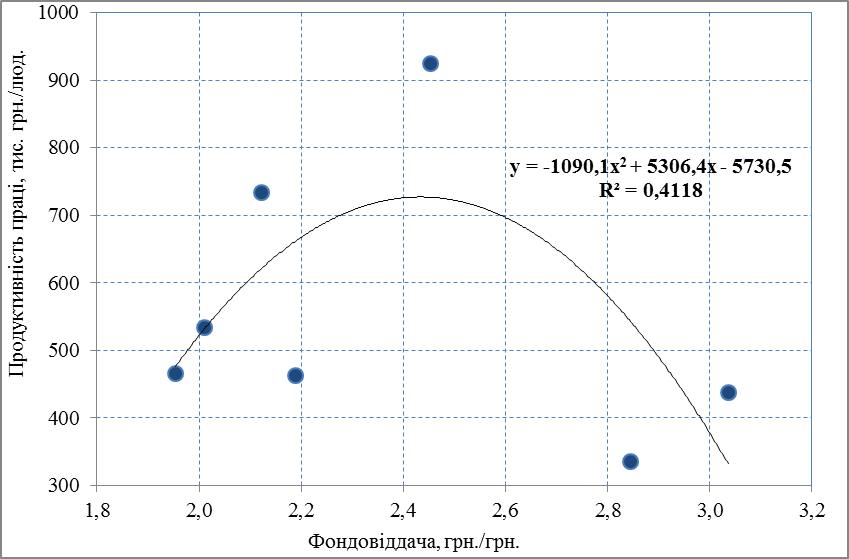 1000
900
800
700
600
500
400
300
Продуктивність праці, тис. грн./люд.
y = -1090,1x² + 5306,4x - 5730,5
R² = 0,4118
1,8 2,0 2,2 2,4 2,6 2,8 3,0 3,2
Фондовіддача, грн./грн.